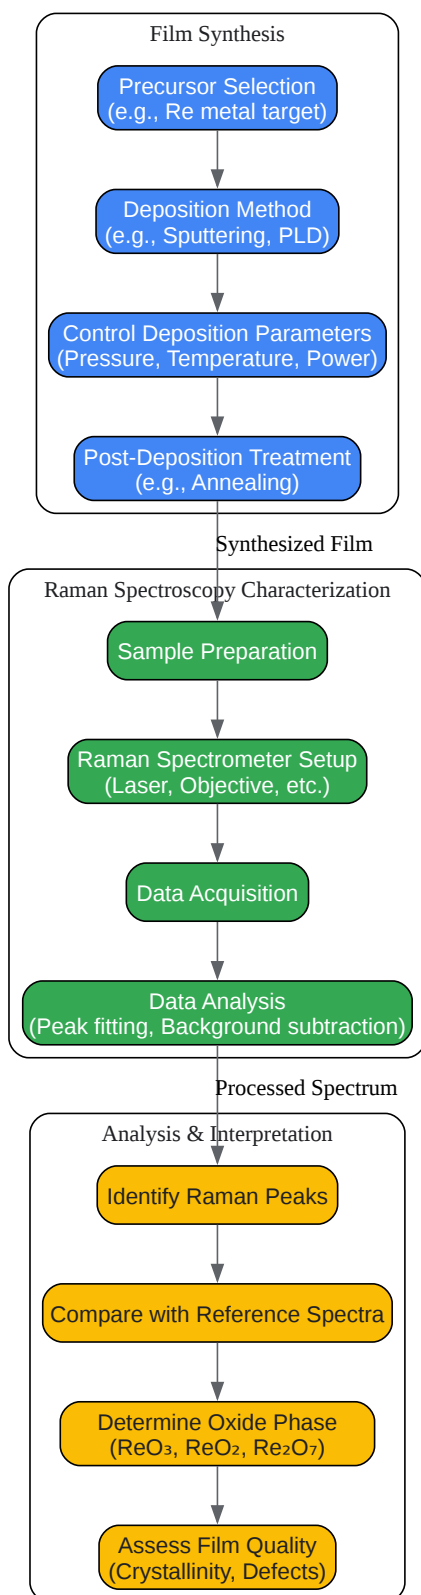 Film Synthesis
Precursor Selection
(e.g., Re metal target)
Deposition Method
(e.g., Sputtering, PLD)
Control Deposition Parameters
(Pressure, Temperature, Power)
Post-Deposition Treatment
(e.g., Annealing)
Synthesized Film
Raman Spectroscopy Characterization
Sample Preparation
Raman Spectrometer Setup
(Laser, Objective, etc.)
Data Acquisition
Data Analysis
(Peak fitting, Background subtraction)
Processed Spectrum
Analysis & Interpretation
Identify Raman Peaks
Compare with Reference Spectra
Determine Oxide Phase
(ReO₃, ReO₂, Re₂O₇)
Assess Film Quality
(Crystallinity, Defects)